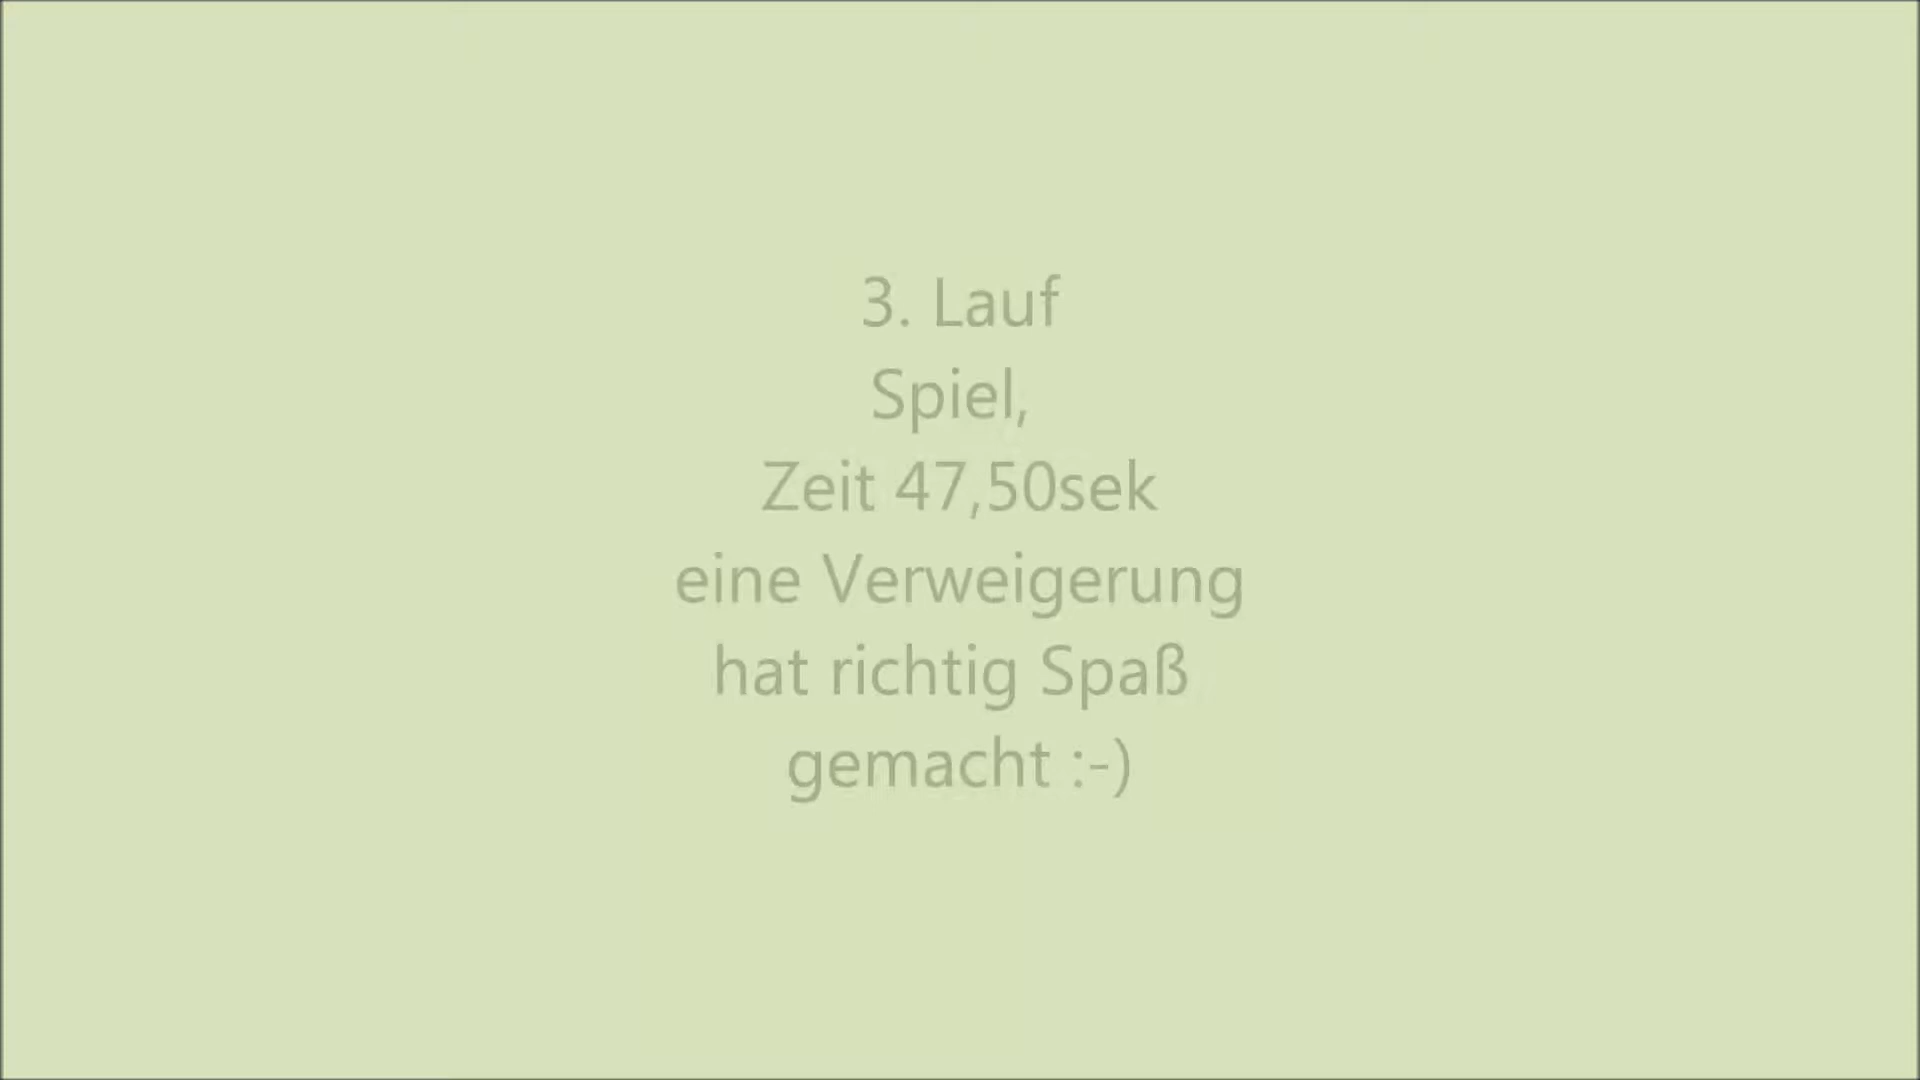 3. Lauf
Spiel,
Zeit 47,50sek
eine Verweigerung
hat richtig Spaß
gemacht :-)